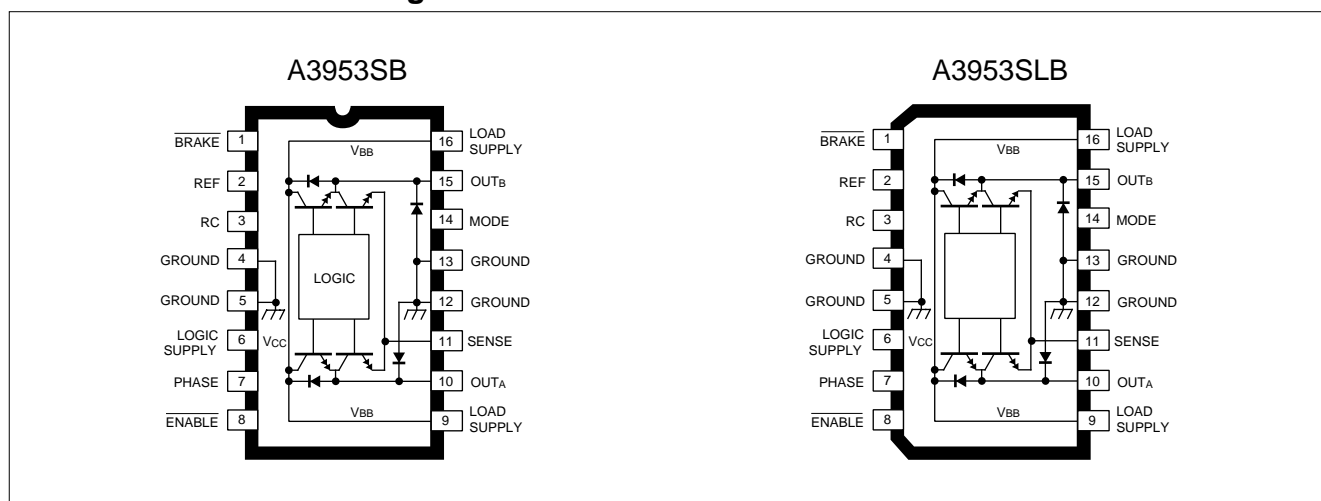 A3953SB
BRAKE 1
REF 2
RC 3
GROUND 4
GROUND 5
LOGIC
SUPPLY 6
PHASE 7
ENABLE 8
VBB
LOGIC
VCC
VBB
16 LOAD
SUPPLY
15 OUTB
14 MODE
13 GROUND
12 GROUND
11 SENSE
10 OUTA
9 LOAD
SUPPLY
A3953SLB
BRAKE 1
REF 2
RC 3
GROUND 4
GROUND 5
LOGIC
SUPPLY 6
PHASE 7
ENABLE 8
VBB
VCC
VBB
16 LOAD
SUPPLY
15 OUTB
14 MODE
13 GROUND
12 GROUND
11 SENSE
10 OUTA
9 LOAD
SUPPLY